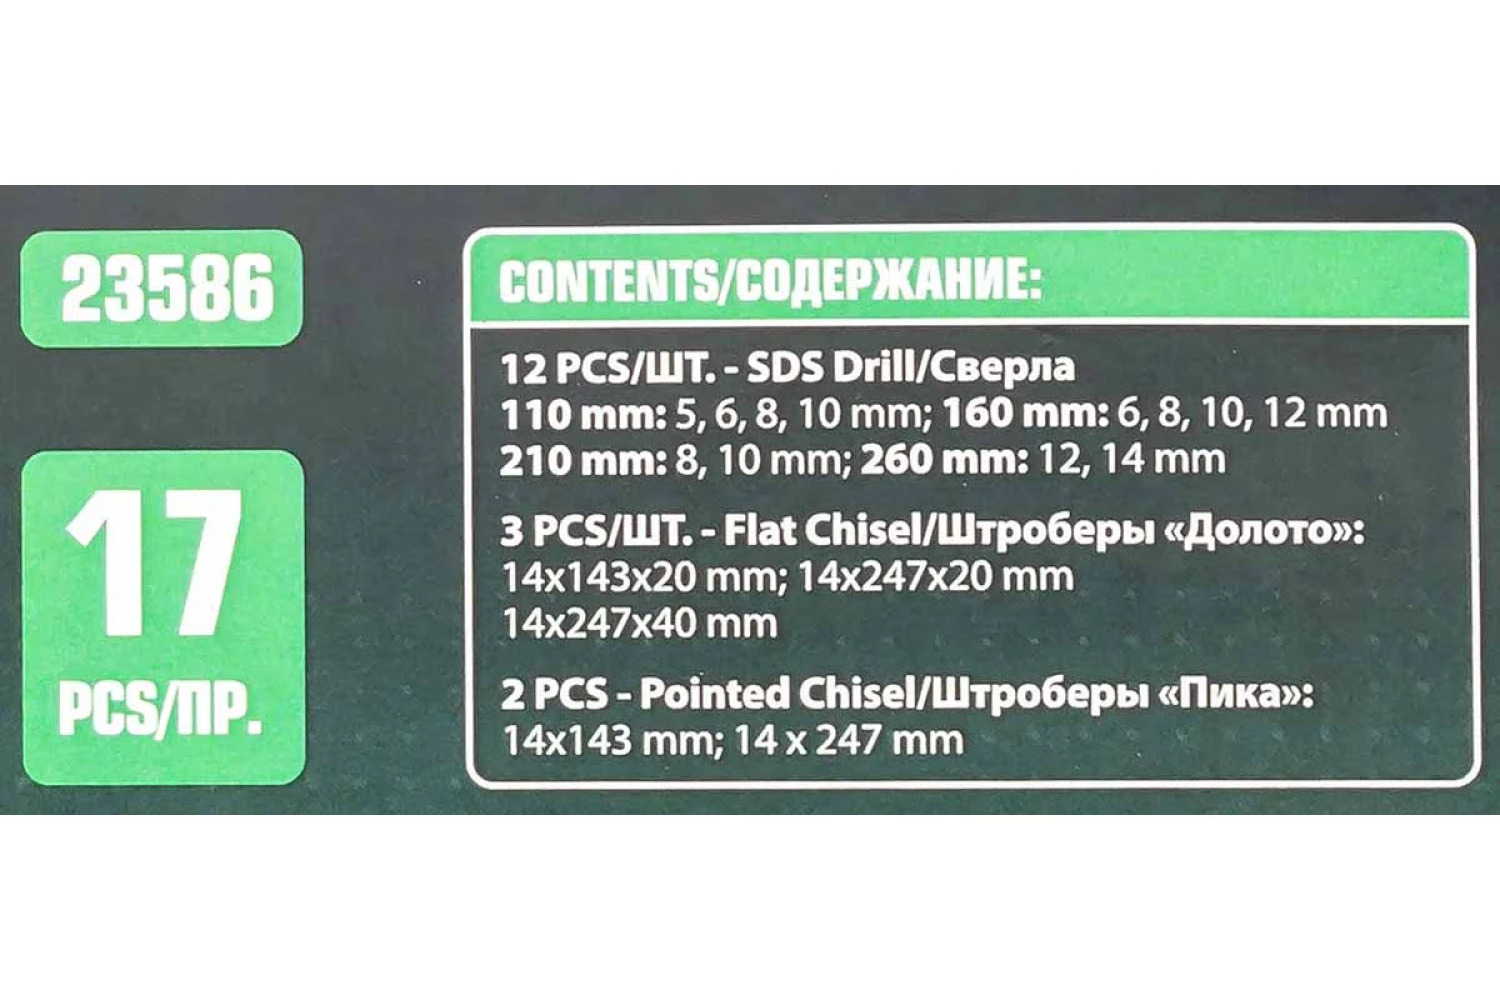 23586
17
PCS/ПР.
CONTENTS/СОДЕРЖАНИЕ:
12 PCS/ШТ. - SDS Drill/Сверла
110 mm: 5, 6, 8, 10 mm; 160 mm: 6, 8, 10, 12 mm
210 mm: 8, 10 mm; 260 mm: 12, 14 mm
3 PCS/ШТ. - Flat Chisel/Штроберы «Долото»:
14x143x20 mm; 14x247x20 mm
14x247x40 mm
2 PCS - Pointed Chisel/Штроберы «Пика»:
14x143 mm; 14 x 247 mm